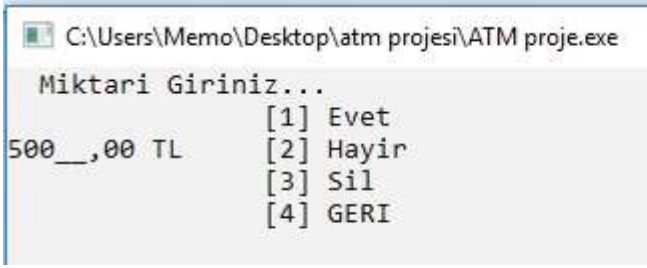 C:\Users\Memo\Desktop\atm projesi\ATM proje.exe
Miktari Giriniz...
[1] Evet
500__,00 TL [2] Hayir
[3] Sil
[4] GERI